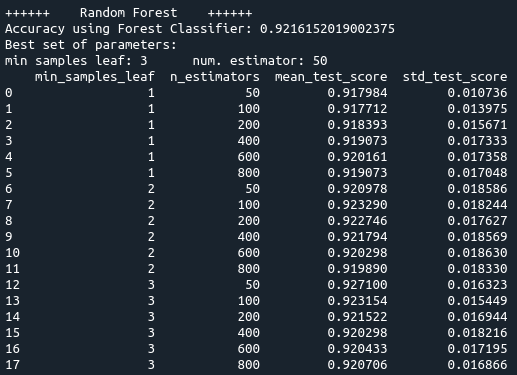 ++++++    Random Forest    ++++++
Accuracy using Forest Classifier: 0.9216152019002375
Best set of parameters:
min samples leaf: 3      num. estimator: 50
    min_samples_leaf  n_estimators  mean_test_score  std_test_score
0                  1            50         0.917984        0.010736
1                  1           100         0.917712        0.013975
2                  1           200         0.918393        0.015671
3                  1           400         0.919073        0.017333
4                  1           600         0.920161        0.017358
5                  1           800         0.919073        0.017048
6                  2            50         0.920978        0.018586
7                  2           100         0.923290        0.018244
8                  2           200         0.922746        0.017627
9                  2           400         0.921794        0.018569
10                 2           600         0.920298        0.018630
11                 2           800         0.919890        0.018330
12                 3            50         0.927100        0.016323
13                 3           100         0.923154        0.015449
14                 3           200         0.921522        0.016944
15                 3           400         0.920298        0.018216
16                 3           600         0.920433        0.017195
17                 3           800         0.920706        0.016866